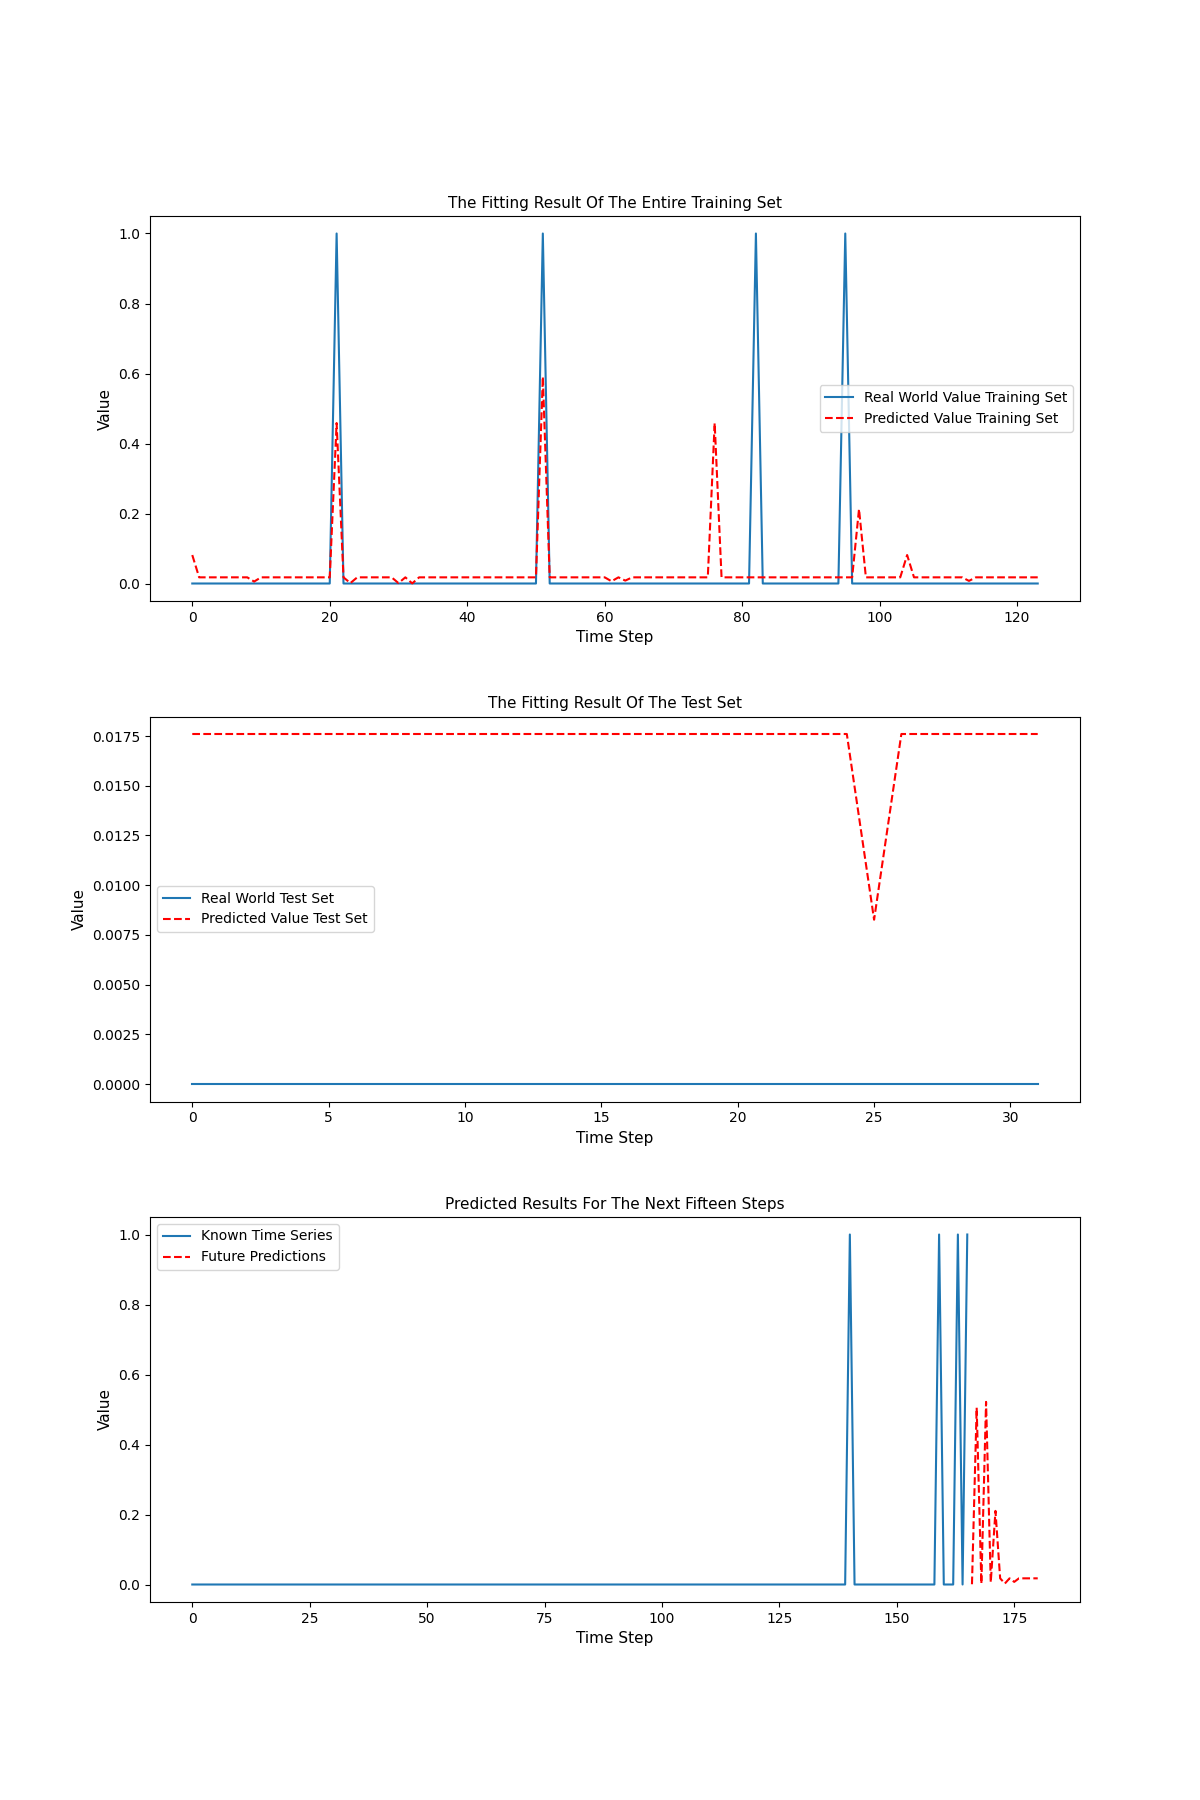 The Fitting Result Of The Entire Training Set
1.0
0.8
0.6
0.4
0.2
0.0
Value
Real World Value Training Set
Predicted Value Training Set
0 20 40 60 80 100 120
Time Step
The Fitting Result Of The Test Set
0.0175
0.0150
0.0125
0.0100
0.0075
0.0050
0.0025
0.0000
Value
Real World Test Set
Predicted Value Test Set
0 5 10 15 20 25 30
Time Step
Predicted Results For The Next Fifteen Steps
Known Time Series
Future Predictions
1.0
0.8
0.6
0.4
0.2
0.0
Value
0 25 50 75 100 125 150 175
Time Step